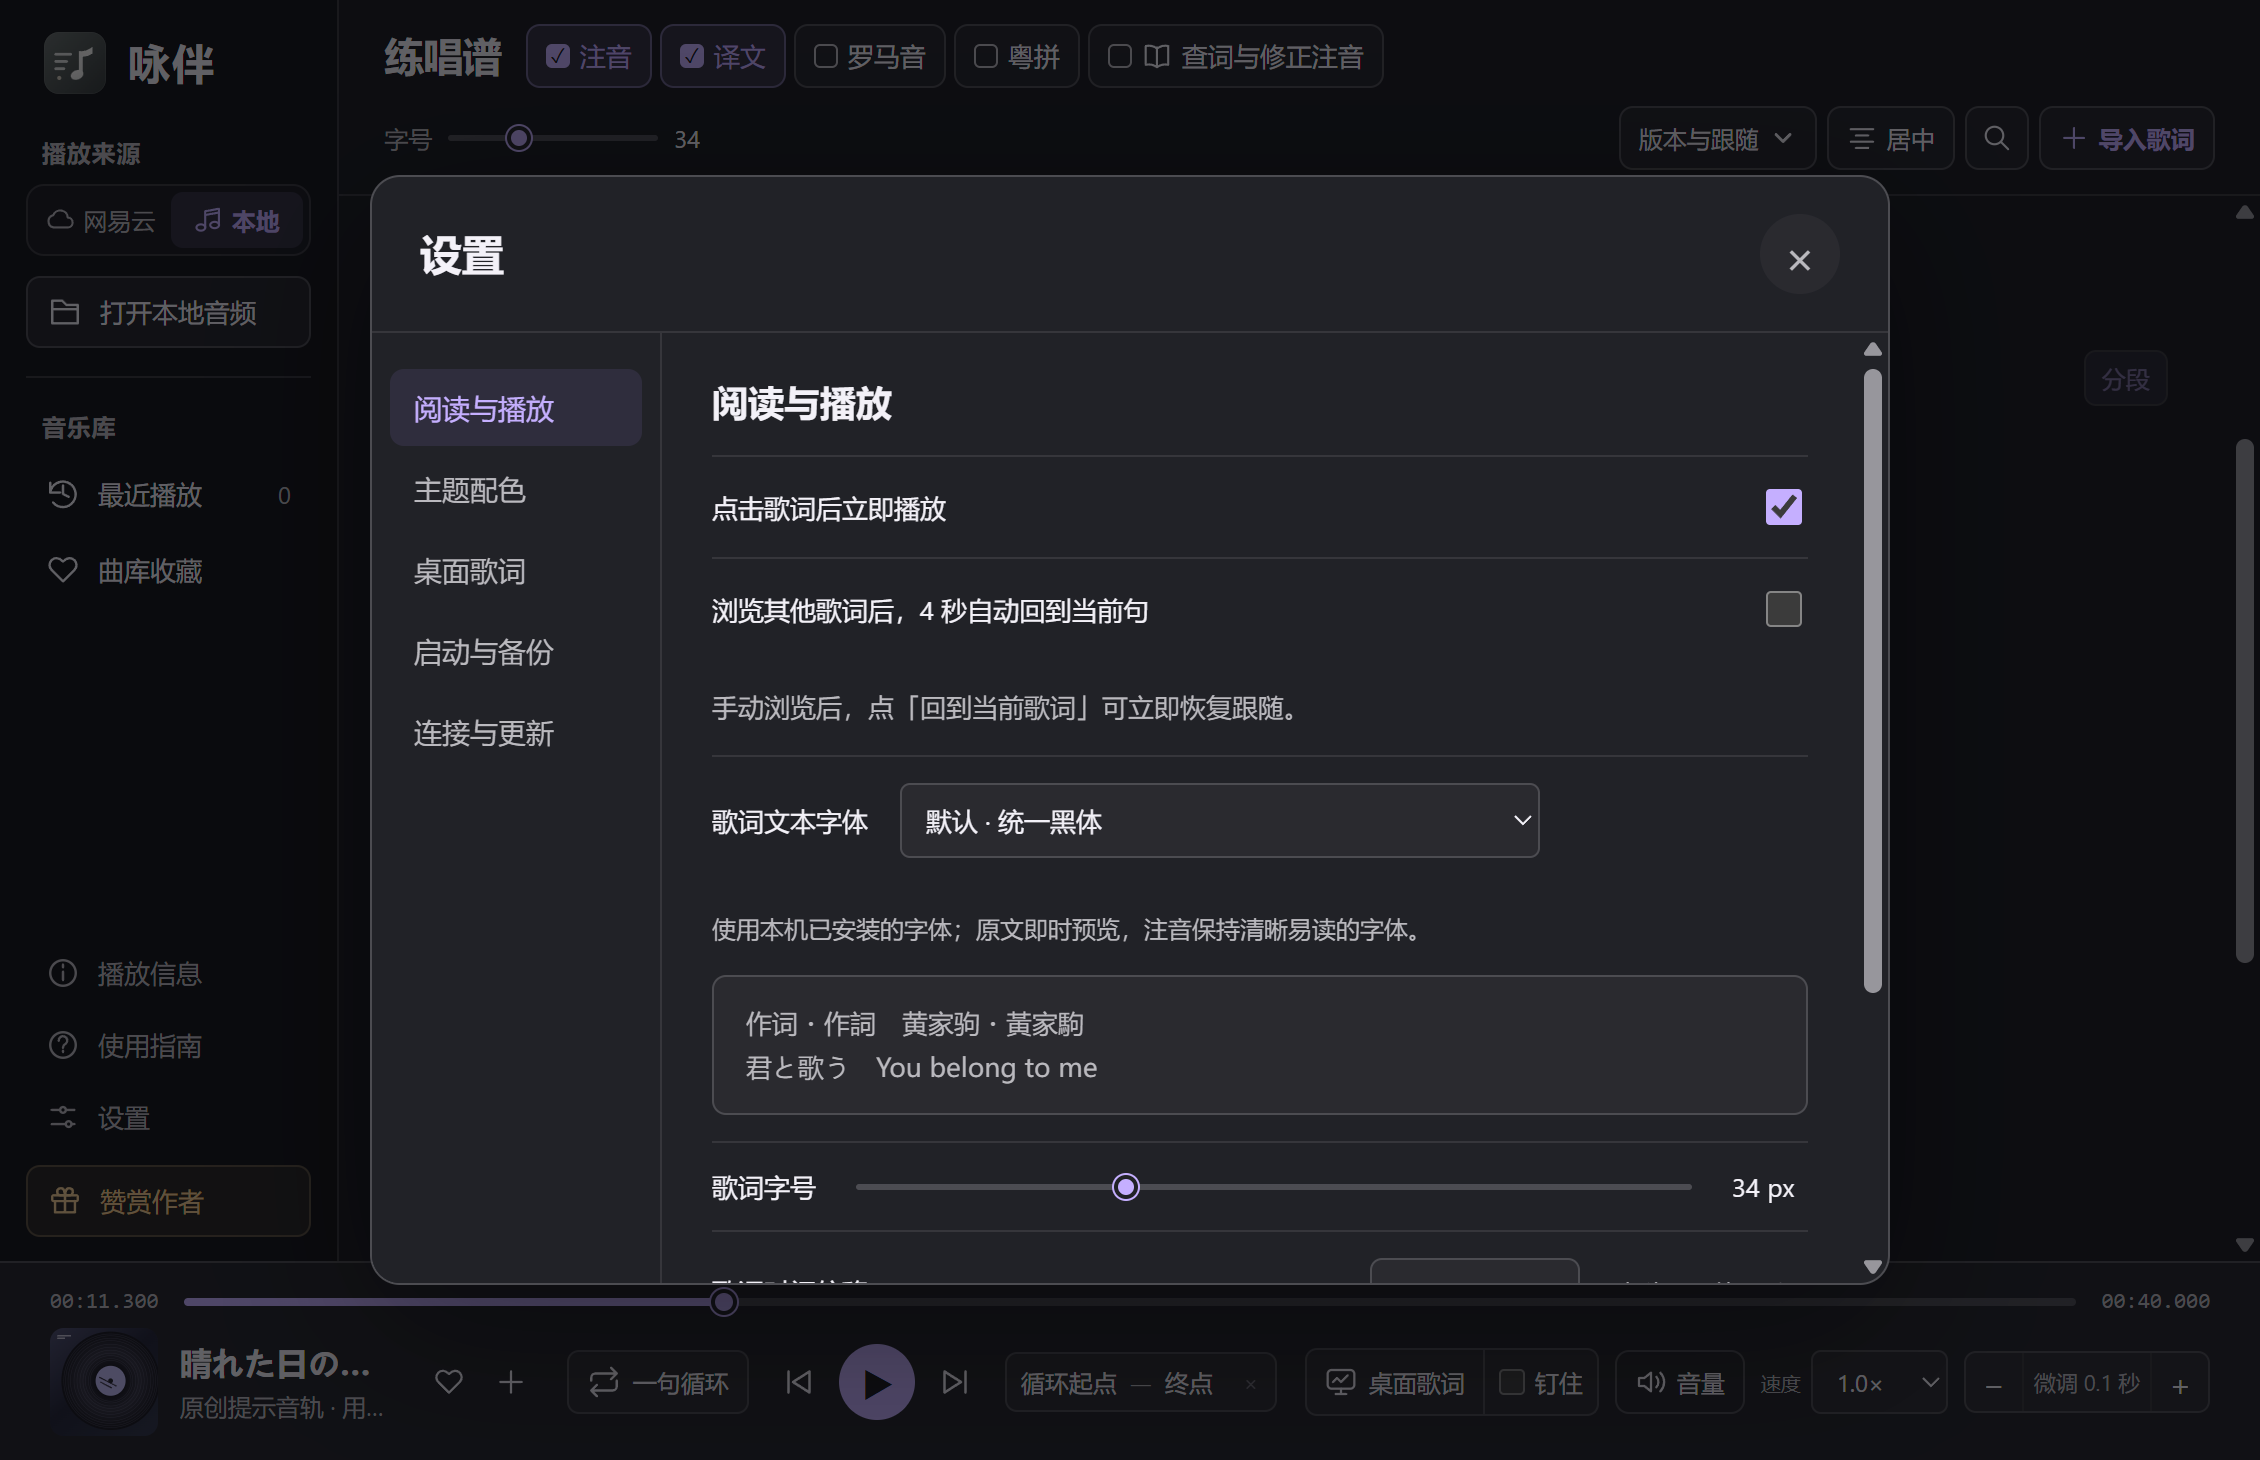 咏伴
播放来源
网易云 本地
打开本地音频
音乐库
最近播放 0
曲库收藏
播放信息
使用指南
设置
赞赏作者
练唱谱 注音 译文 罗马音 粤拼 查词与修正注音
字号 34
版本与跟随 居中 导入歌词
分段
设置
阅读与播放
主题配色
桌面歌词
启动与备份
连接与更新
阅读与播放
点击歌词后立即播放
浏览其他歌词后，4 秒自动回到当前句
手动浏览后，点「回到当前歌词」可立即恢复跟随。
歌词文本字体 默认 · 统一黑体
使用本机已安装的字体；原文即时预览，注音保持清晰易读的字体。
作词 · 作詞　黄家驹 · 黃家駒
君と歌う　You belong to me
歌词字号 34 px
00:11.300 00:40.000
晴れた日の...
原创提示音轨 · 用...
一句循环
循环起点 — 终点 ×
桌面歌词 钉住
音量
速度 1.0×
− 微调 0.1 秒 +